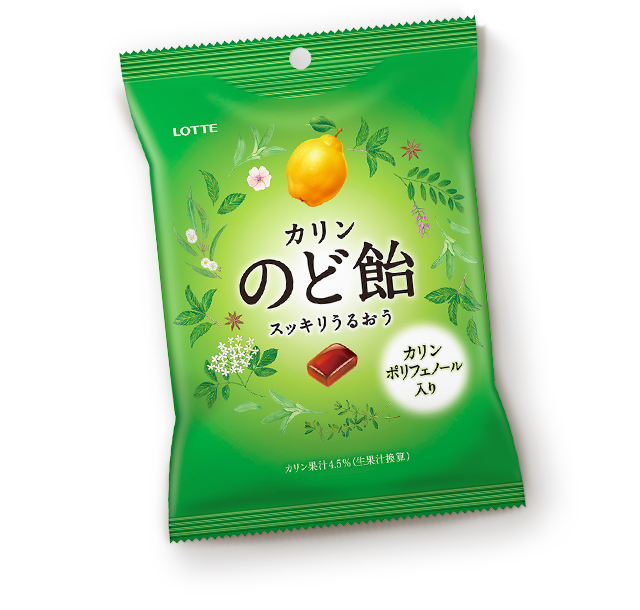 LOTTE
カリン
のど飴
スッキリうるおう
カリン
ポリフェノール
入り
カリン果汁4.5%(生果汁換算)